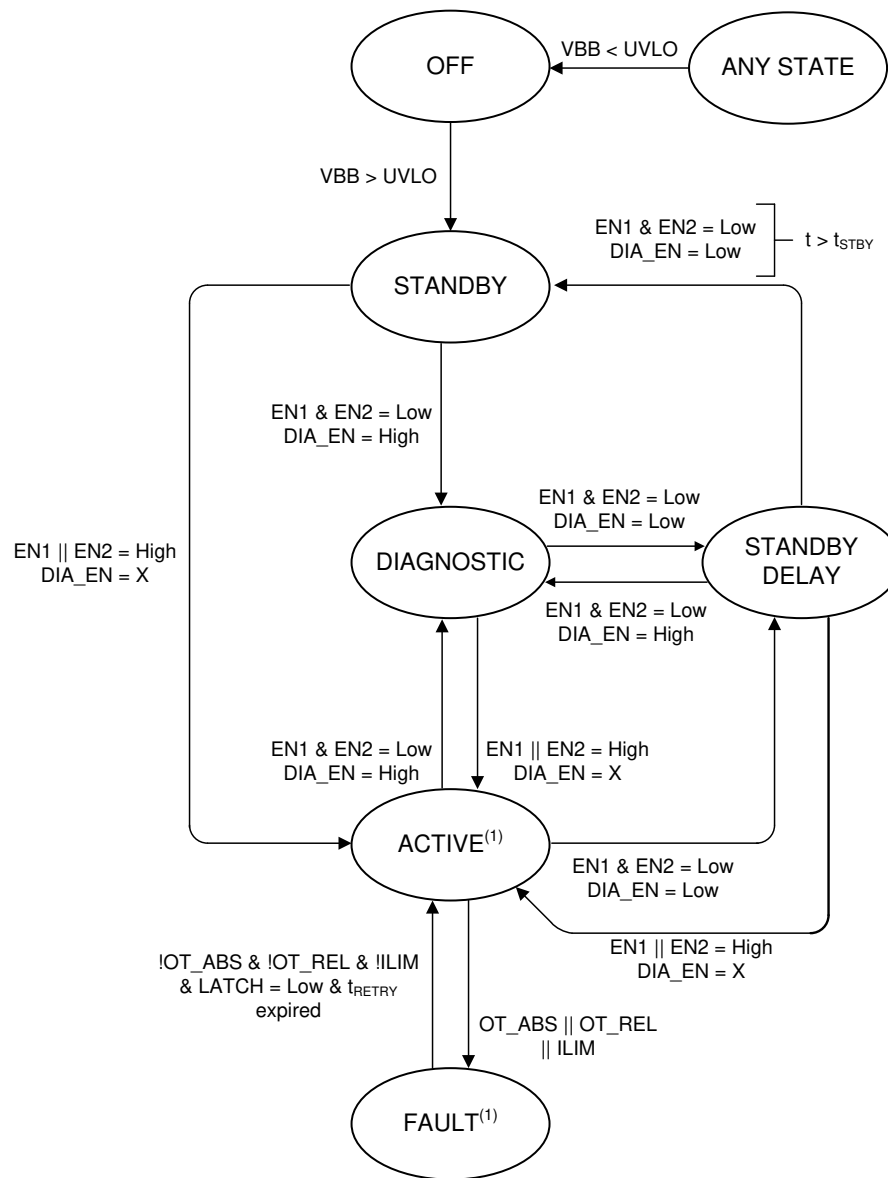 OFF
VBB < UVLO
ANY STATE
VBB > UVLO
EN1 & EN2 = Low
DIA_EN = Low
t > tSTBY
STANDBY
EN1 & EN2 = Low
DIA_EN = High
EN1 & EN2 = Low
DIA_EN = Low
EN1 || EN2 = High
DIA_EN = X
DIAGNOSTIC
STANDBY
DELAY
EN1 & EN2 = Low
DIA_EN = High
EN1 & EN2 = Low
DIA_EN = High
EN1 || EN2 = High
DIA_EN = X
ACTIVE(1)
EN1 & EN2 = Low
DIA_EN = Low
EN1 || EN2 = High
DIA_EN = X
!OT_ABS & !OT_REL & !ILIM
& LATCH = Low & tRETRY
expired
OT_ABS || OT_REL
|| ILIM
FAULT(1)